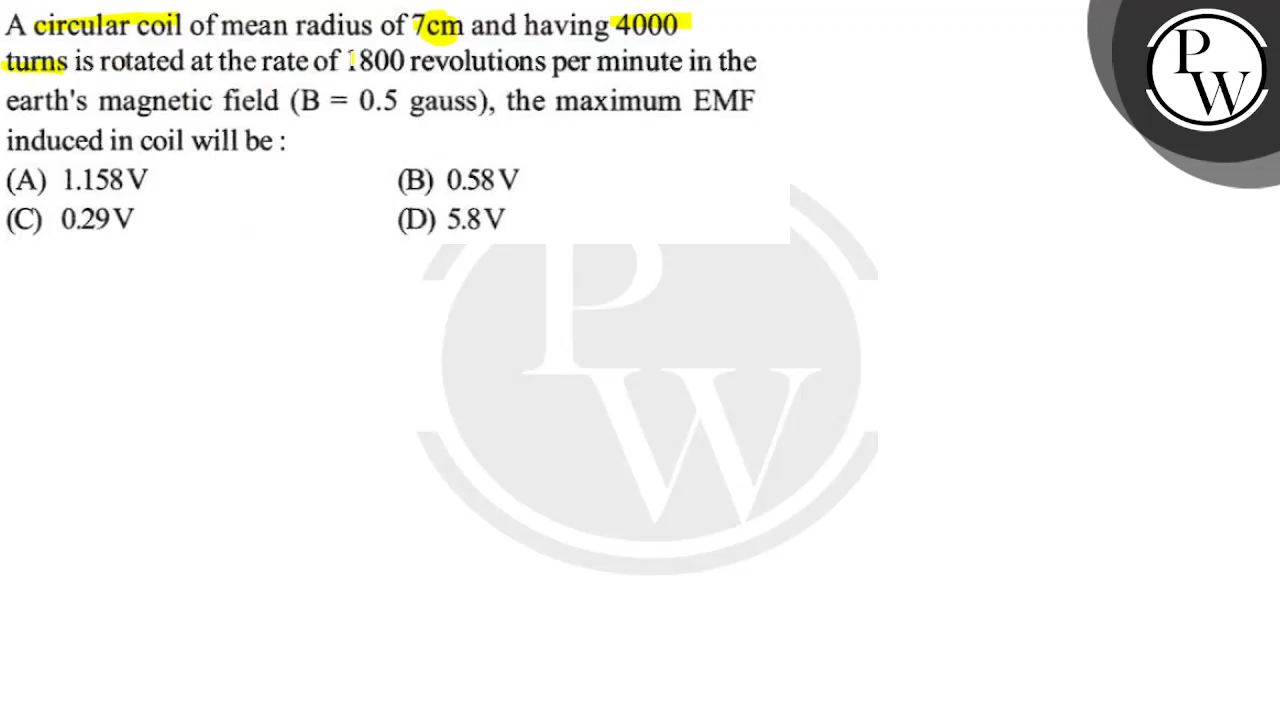 A circular coil of mean radius of 7cm and having 4000
turns is rotated at the rate of 1800 revolutions per minute in the
earth's magnetic field (B = 0.5 gauss), the maximum EMF
induced in coil will be :
(A) 1.158 V (B) 0.58 V
(C) 0.29 V (D) 5.8 V
P
W
P
W